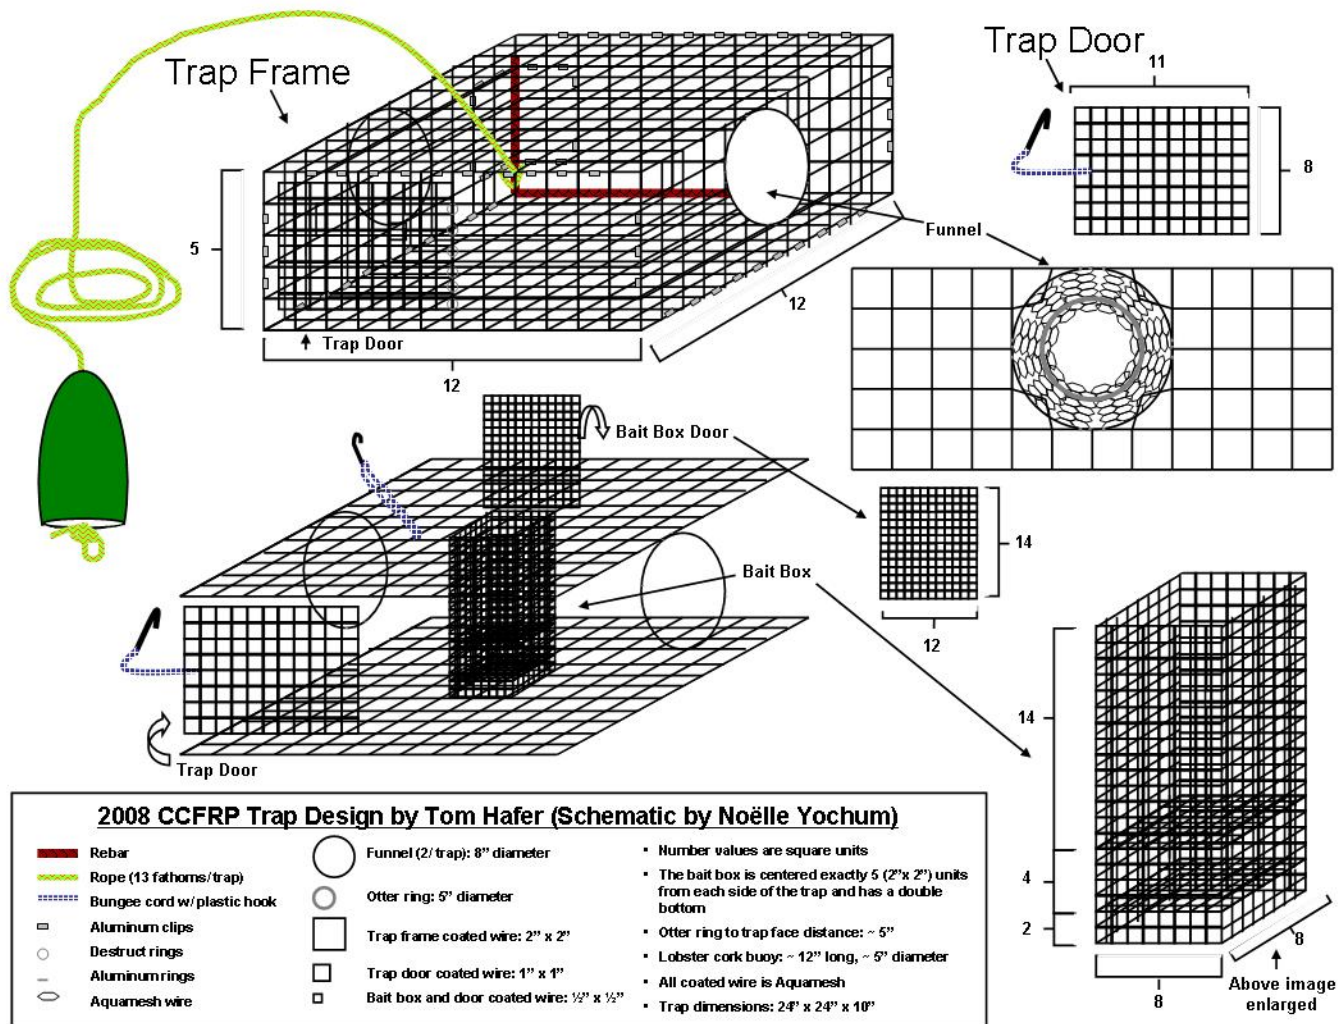 Trap Frame
Trap Door
11
8
5
Funnel
12
Trap Door
12
Bait Box Door
14
Bait Box
12
14
Trap Door
4
2
8
8
Above image
enlarged
2008 CCFRP Trap Design by Tom Hafer (Schematic by Noëlle Yochum)
Rebar
Rope (13 fathoms/trap)
Bungee cord w/plastic hook
Aluminum clips
Destruct rings
Aluminum rings
Aquamesh wire
Funnel (2/trap): 8” diameter
Otter ring: 5” diameter
Trap frame coated wire: 2” x 2”
Trap door coated wire: 1” x 1”
Bait box and door coated wire: ½” x ½”
▪ Number values are square units
▪ The bait box is centered exactly 5 (2”x 2”) units
from each side of the trap and has a double
bottom
▪ Otter ring to trap face distance: ~ 5”
▪ Lobster cork buoy: ~ 12” long, ~ 5” diameter
▪ All coated wire is Aquamesh
▪ Trap dimensions: 24” x 24” x 10”